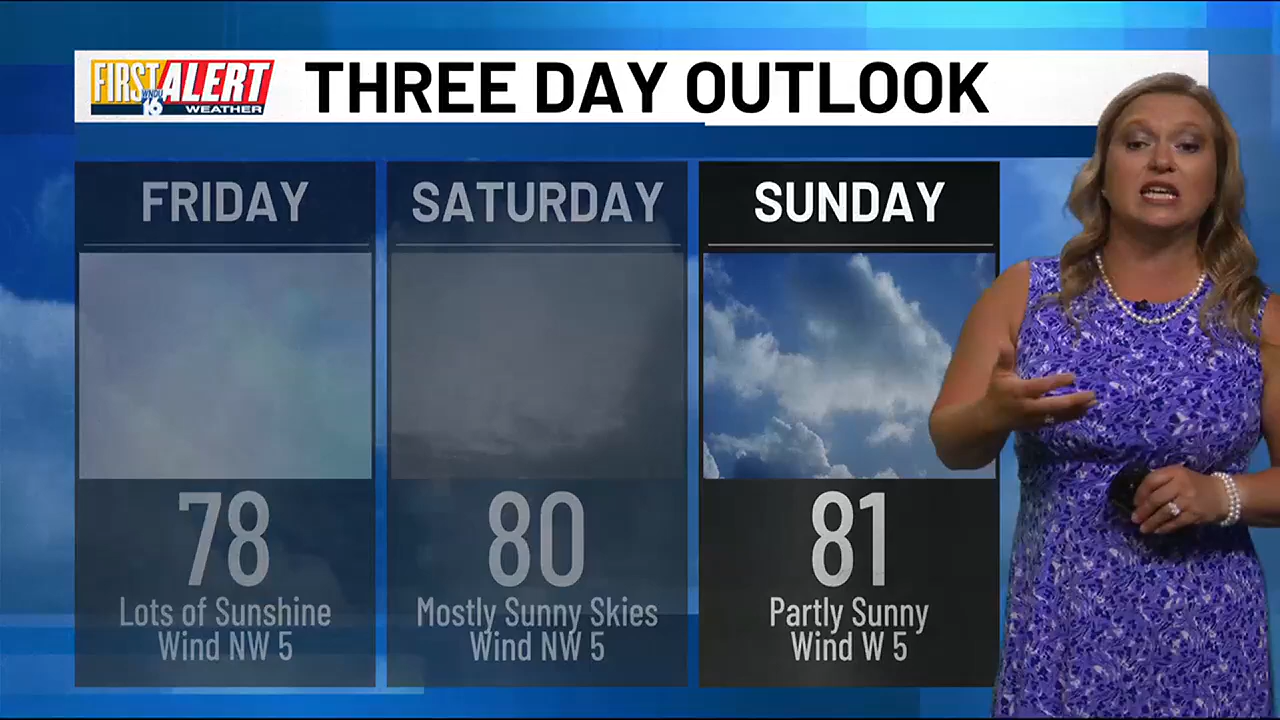 FIRST ALERT
WNDU
16
WEATHER
THREE DAY OUTLOOK
FRIDAY
78
Lots of Sunshine
Wind NW 5
SATURDAY
80
Mostly Sunny Skies
Wind NW 5
SUNDAY
81
Partly Sunny
Wind W 5